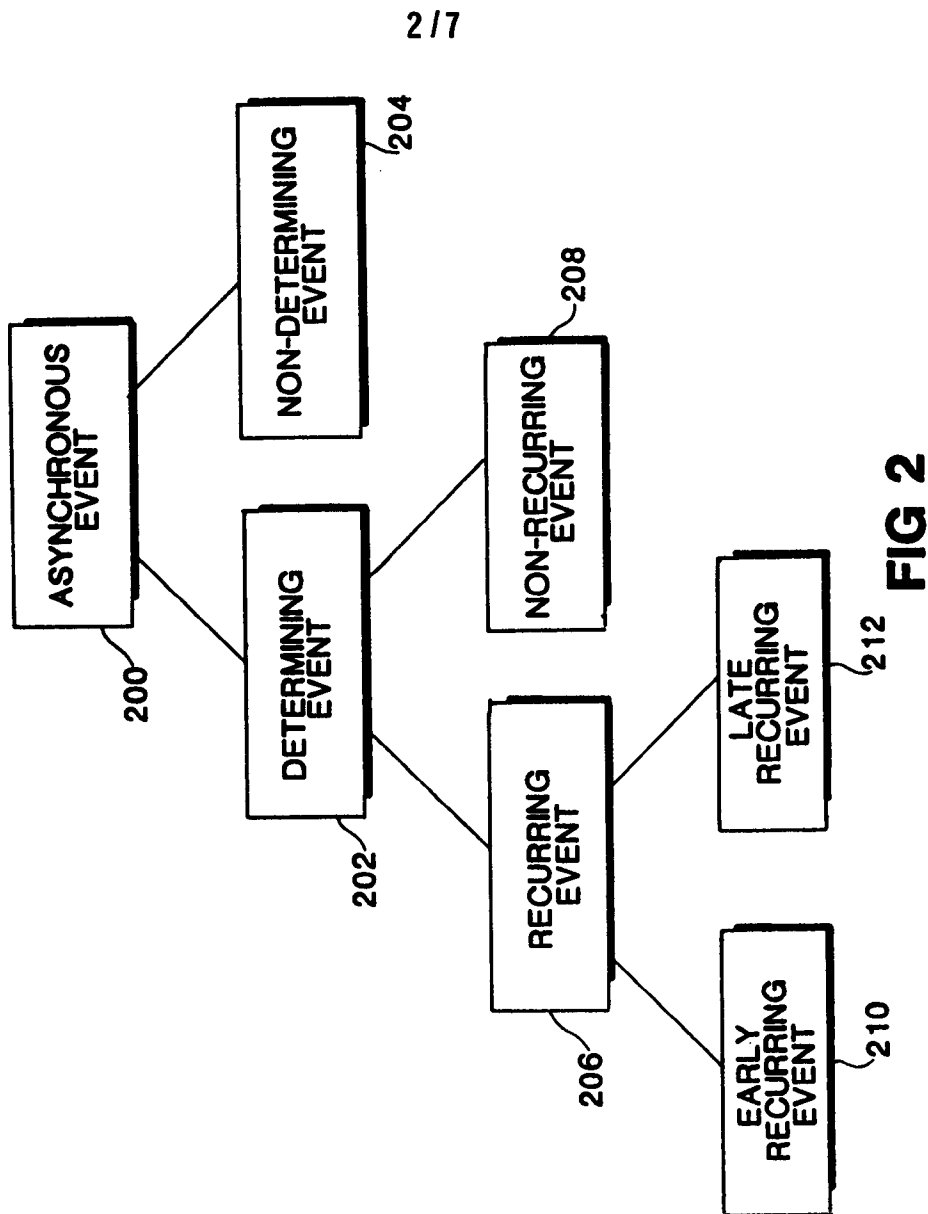 2/7
ASYNCHRONOUS
EVENT
200
DETERMINING
EVENT
202
NON-DETERMINING
EVENT
204
RECURRING
EVENT
206
NON-RECURRING
EVENT
208
EARLY
RECURRING
EVENT
210
LATE
RECURRING
EVENT
212
FIG 2